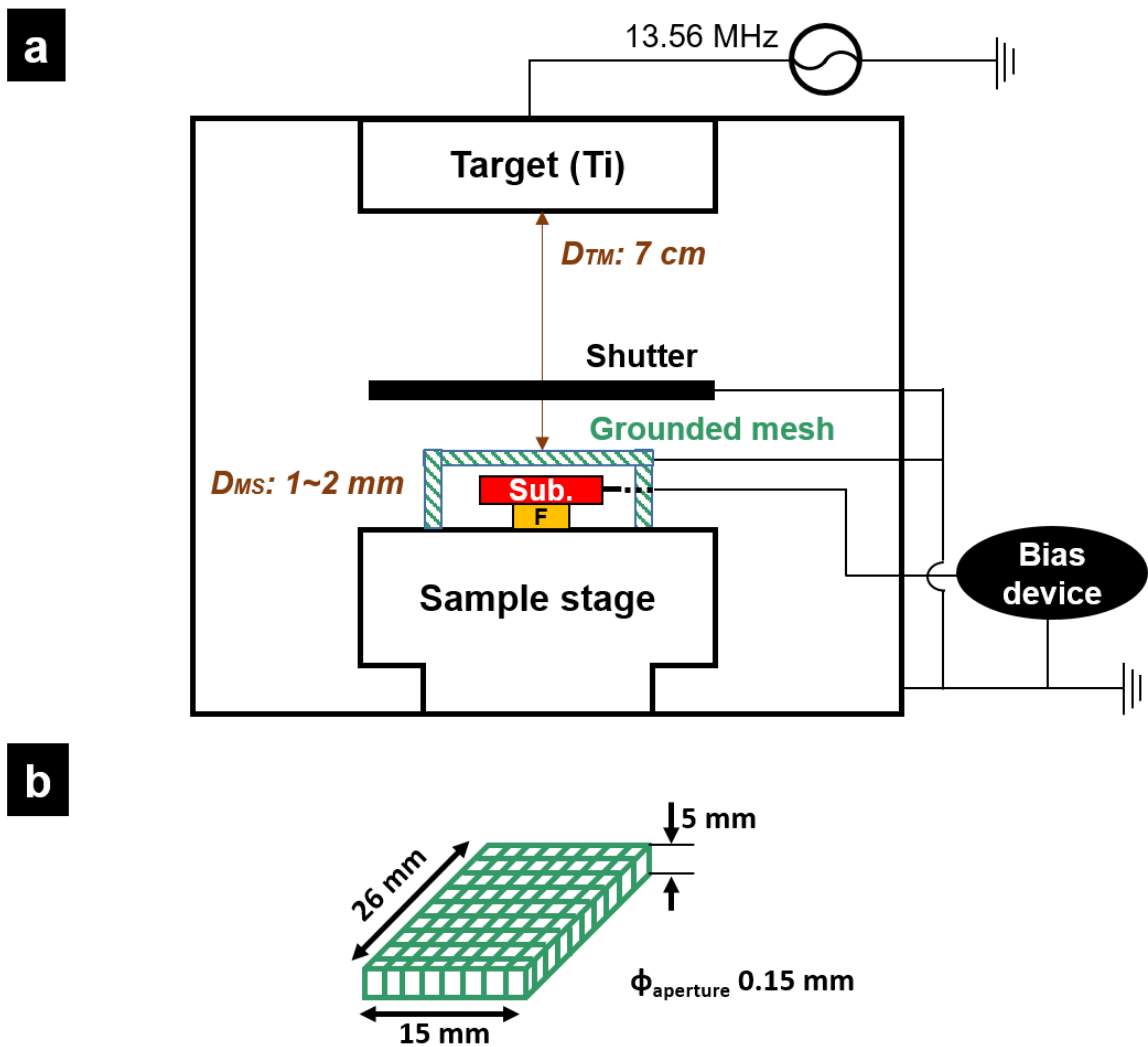 a
13.56 MHz
Target (Ti)
DTM: 7 cm
Shutter
Grounded mesh
DMS: 1~2 mm
Sub.
F
Sample stage
Bias
device
b
5 mm
26 mm
ϕaperture 0.15 mm
15 mm